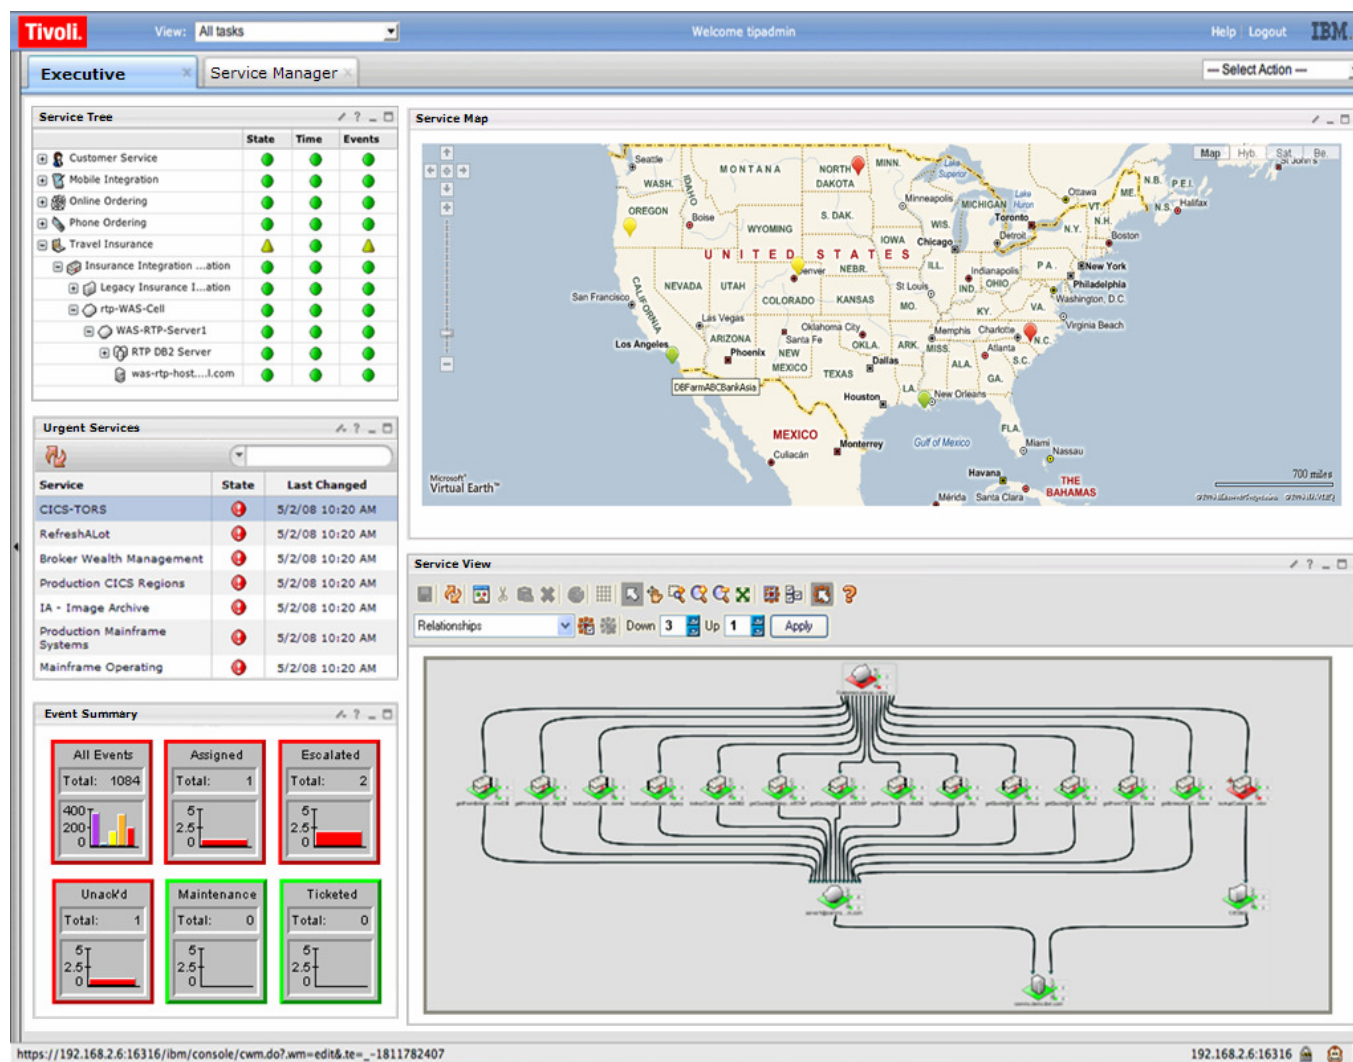 Tivoli.
View: All tasks
Welcome tipadmin
Help Logout IBM.
Executive
Service Manager
--- Select Action ---
Service Tree
State Time Events
Customer Service
Mobile Integration
Online Ordering
Phone Ordering
Travel Insurance
Insurance Integration ...ation
Legacy Insurance I...ation
rtp-WAS-Cell
WAS-RTP-Server1
RTP DB2 Server
was-rtp-host....l.com
Urgent Services
Service State Last Changed
CICS-TORS 5/2/08 10:20 AM
RefreshALot 5/2/08 10:20 AM
Broker Wealth Management 5/2/08 10:20 AM
Production CICS Regions 5/2/08 10:20 AM
IA - Image Archive 5/2/08 10:20 AM
Production Mainframe
Systems 5/2/08 10:20 AM
Mainframe Operating 5/2/08 10:20 AM
Event Summary
All Events
Total: 1084
400
200
0
Assigned
Total: 1
5
2.5
0
Escalated
Total: 2
5
2.5
0
Unack'd
Total: 1
5
2.5
0
Maintenance
Total: 0
5
2.5
0
Ticketed
Total: 0
5
2.5
0
Service Map
Map Hyb. Sat. Be.
St John's
Seattle
WASH.
MONTANA
NORTH
DAKOTA
MINN.
Lake
Superior
IDAHO
OREGON
Boise
S. DAK.
Minneapolis
WIS.
MICHIGAN
Lake
Huron
Ottawa
Toronto
VT.
ME.
N.B.
P.E.I.
N.S.
Halifax
N.H.
N.Y.
Boston
WYOMING
IOWA
Chicago
Detroit
UNITED STATES
NEBR.
ILL.
Indianapolis
IND.
OHIO
PA.
New York
Philadelphia
Washington, D.C.
San Francisco
NEVADA
UTAH
Denver
COLORADO
KANSAS
St Louis
MO.
KY.
VA.
Virginia Beach
CALIFORNIA
Las Vegas
Oklahoma City
Memphis
Charlotte
N.C.
Los Angeles
ARIZONA
Santa Fe
OKLA.
ARK.
MISS.
Atlanta
S.C.
Phoenix
NEW
MEXICO
TEXAS
Dallas
ALA.
GA.
DBFarmABCBankAsia
Houston
LA.
New Orleans
FLA.
MEXICO
Monterrey
Gulf of Mexico
Miami
Nassau
Culiacán
Havana
THE
BAHAMAS
Mérida
Santa Clara
700 miles
Microsoft®
Virtual Earth™
Service View
Relationships Down 3 Up 1 Apply
https://192.168.2.6:16316/ibm/console/cwm.do?.wm=edit&.te=_-1811782407
192.168.2.6:16316